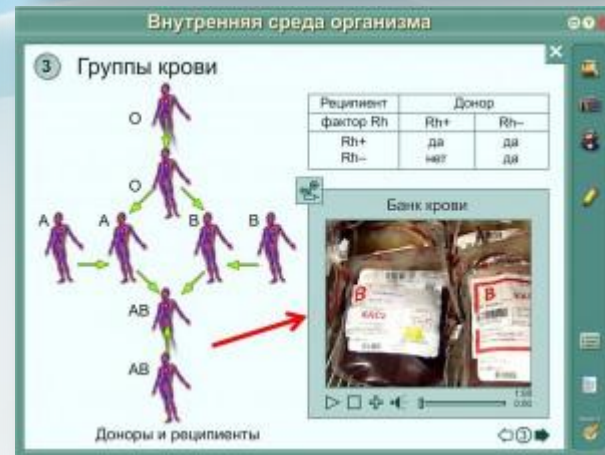 Внутренняя среда организма
3 Группы крови
Реципиент Донор
фактор Rh Rh+ Rh–
Rh+ да да
Rh– нет да
O
O
A A B B
AB
AB
Доноры и реципиенты
Банк крови
B
B
3